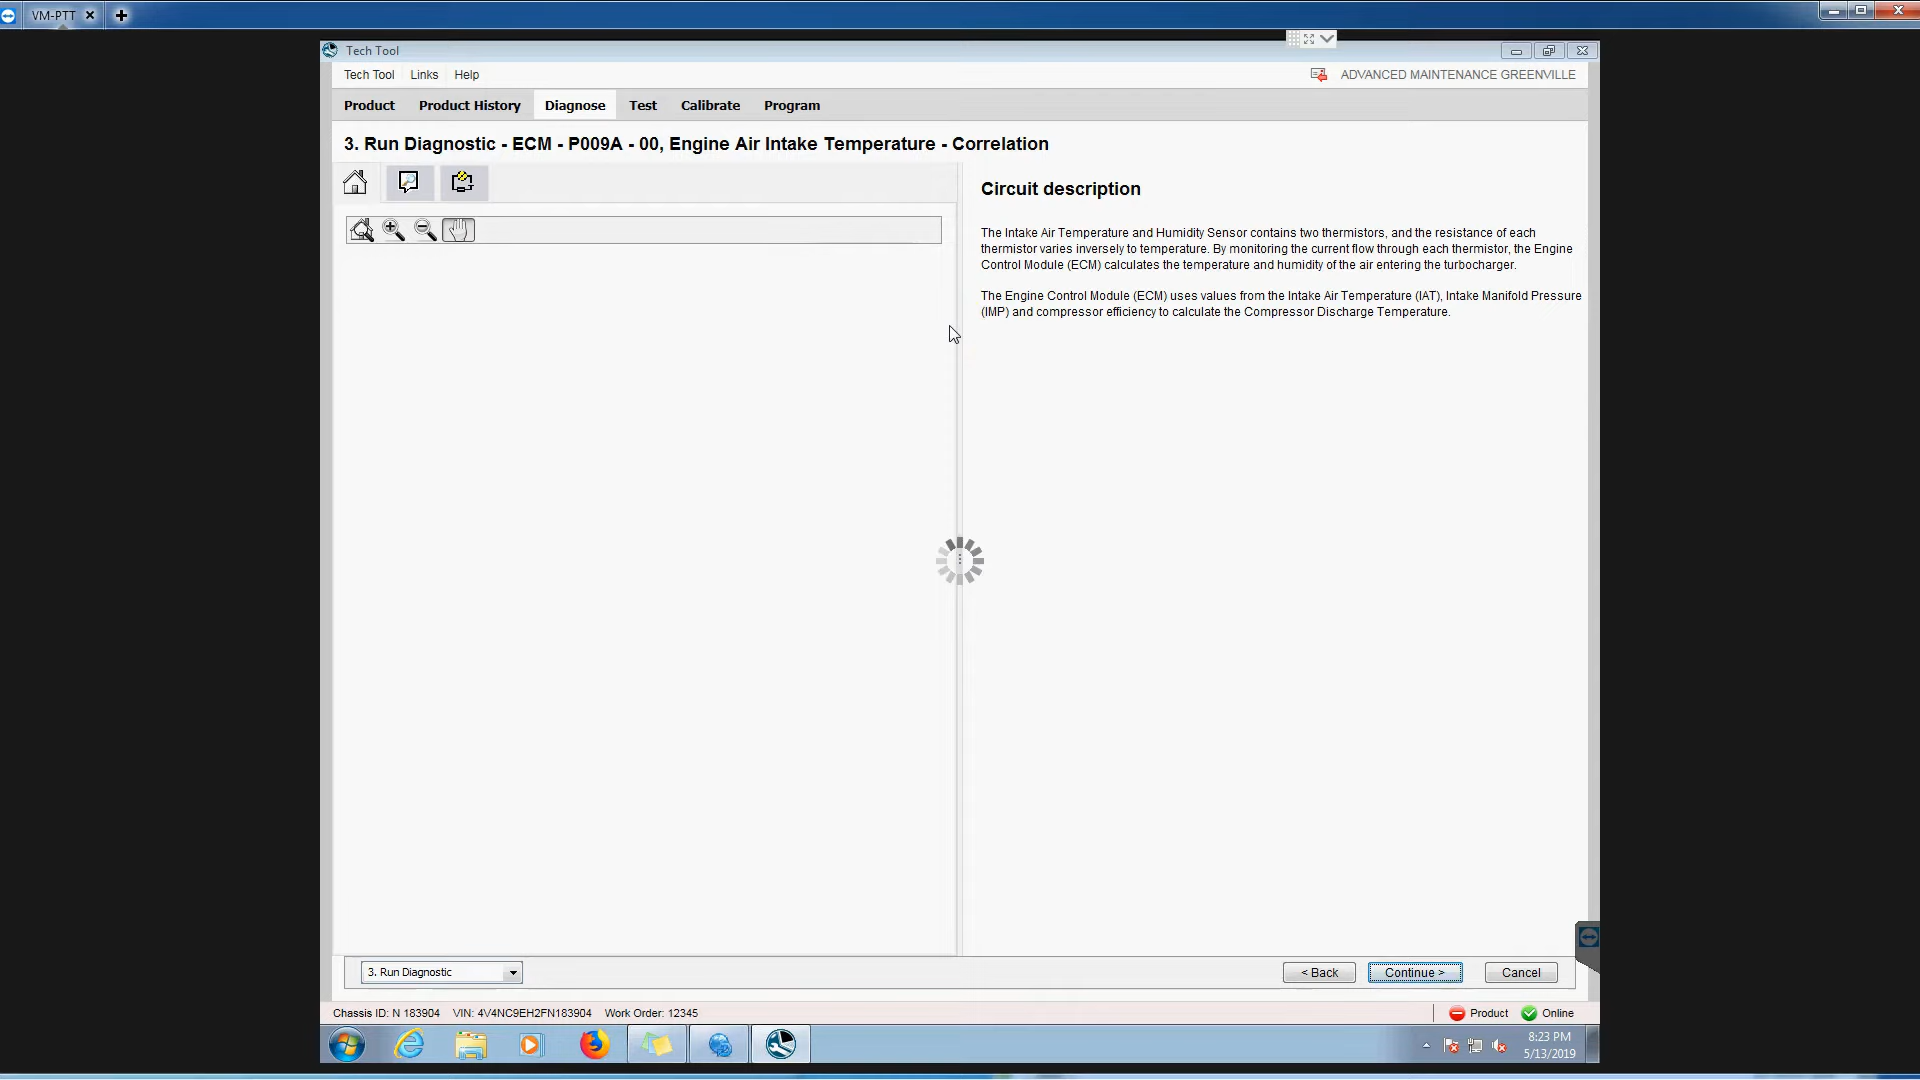 VM-PTT
Tech Tool
Tech Tool Links Help
ADVANCED MAINTENANCE GREENVILLE
Product Product History Diagnose Test Calibrate Program
3. Run Diagnostic - ECM - P009A - 00, Engine Air Intake Temperature - Correlation
Circuit description
The Intake Air Temperature and Humidity Sensor contains two thermistors, and the resistance of each
thermistor varies inversely to temperature. By monitoring the current flow through each thermistor, the Engine
Control Module (ECM) calculates the temperature and humidity of the air entering the turbocharger.
The Engine Control Module (ECM) uses values from the Intake Air Temperature (IAT), Intake Manifold Pressure
(IMP) and compressor efficiency to calculate the Compressor Discharge Temperature.
3. Run Diagnostic
< Back Continue > Cancel
Chassis ID: N 183904 VIN: 4V4NC9EH2FN183904 Work Order: 12345
Product Online
8:23 PM
5/13/2019